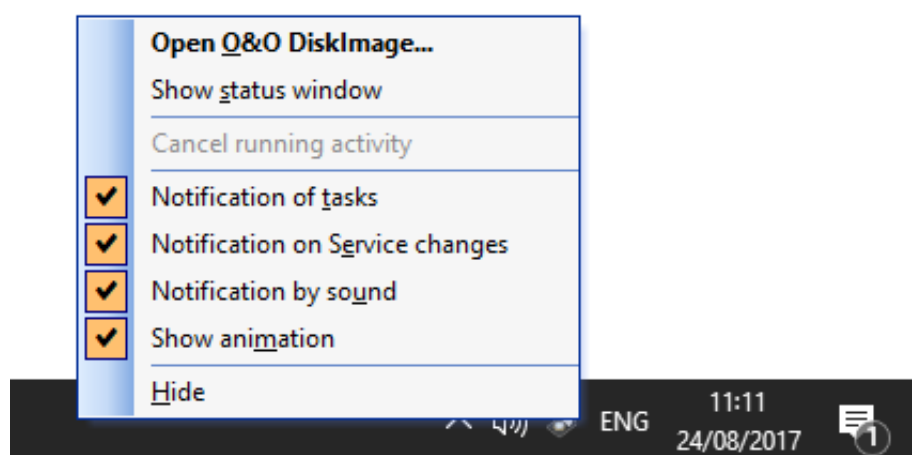 Open O&O DiskImage...
Show status window
Cancel running activity
Notification of tasks
Notification on Service changes
Notification by sound
Show animation
Hide
ENG
11:11
24/08/2017
1